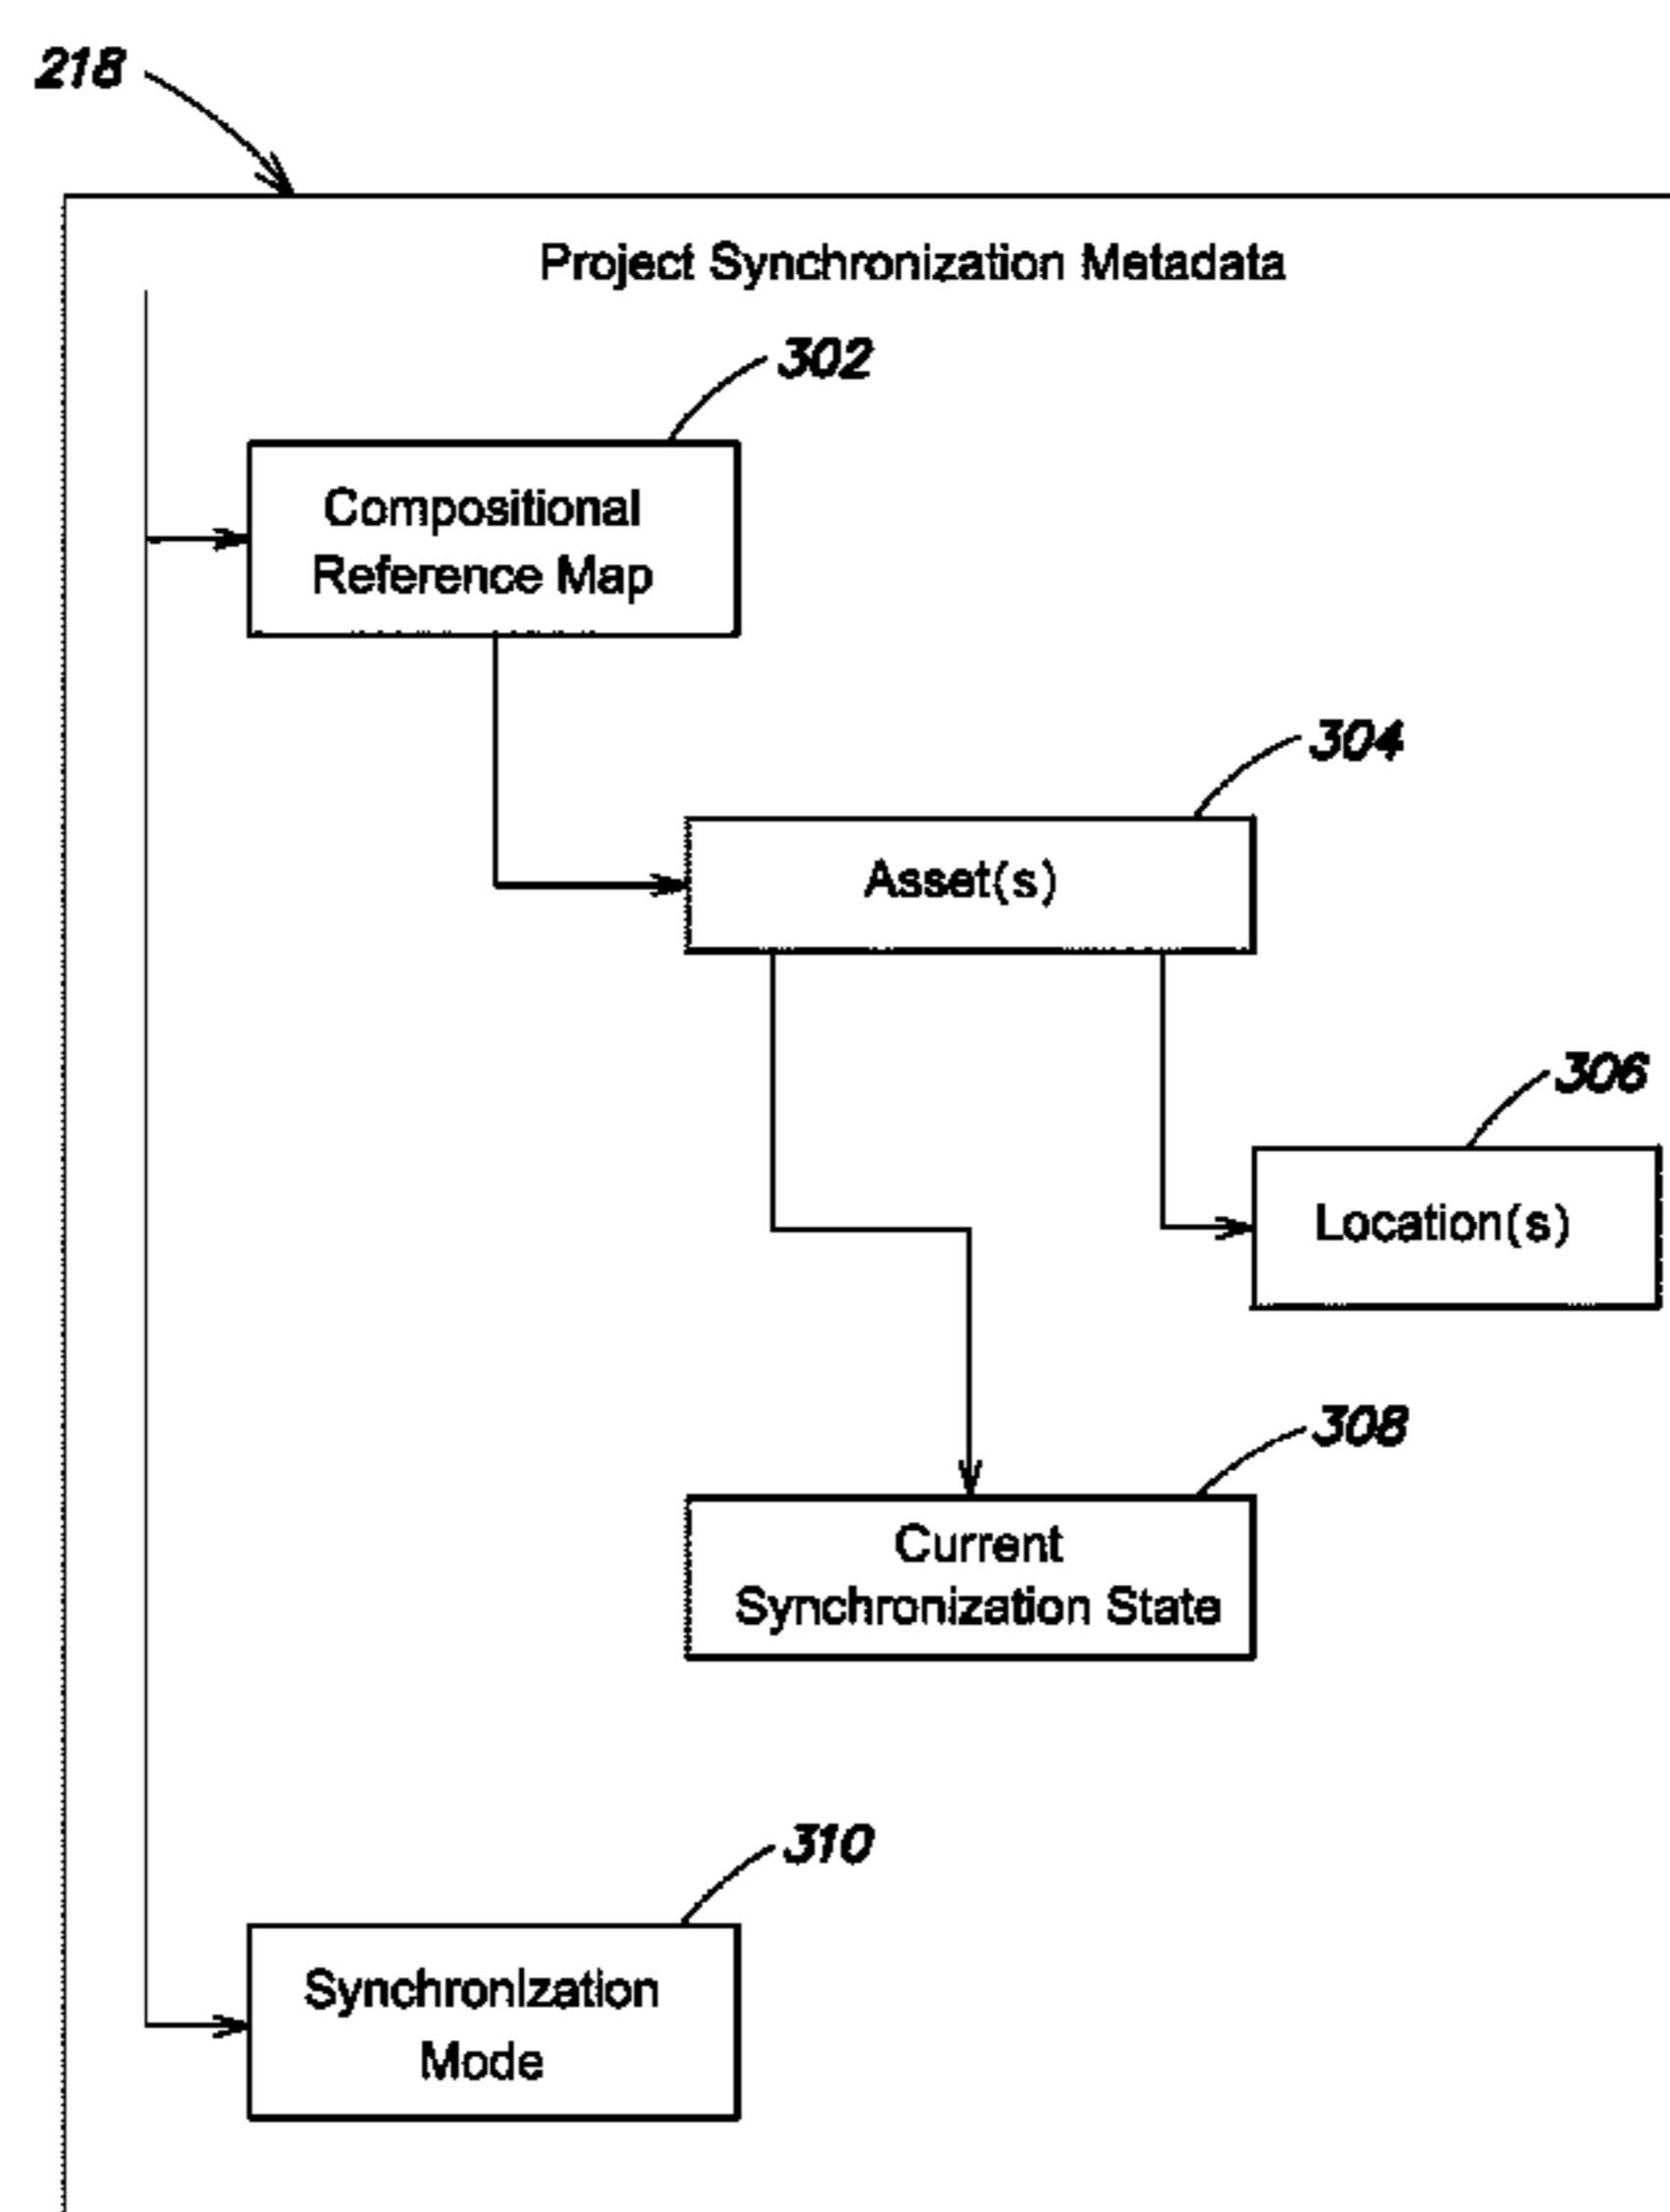 218
Project Synchronization Metadata
302
Compositional
Reference Map
304
Asset(s)
306
Location(s)
308
Current
Synchronization State
310
Synchronization
Mode